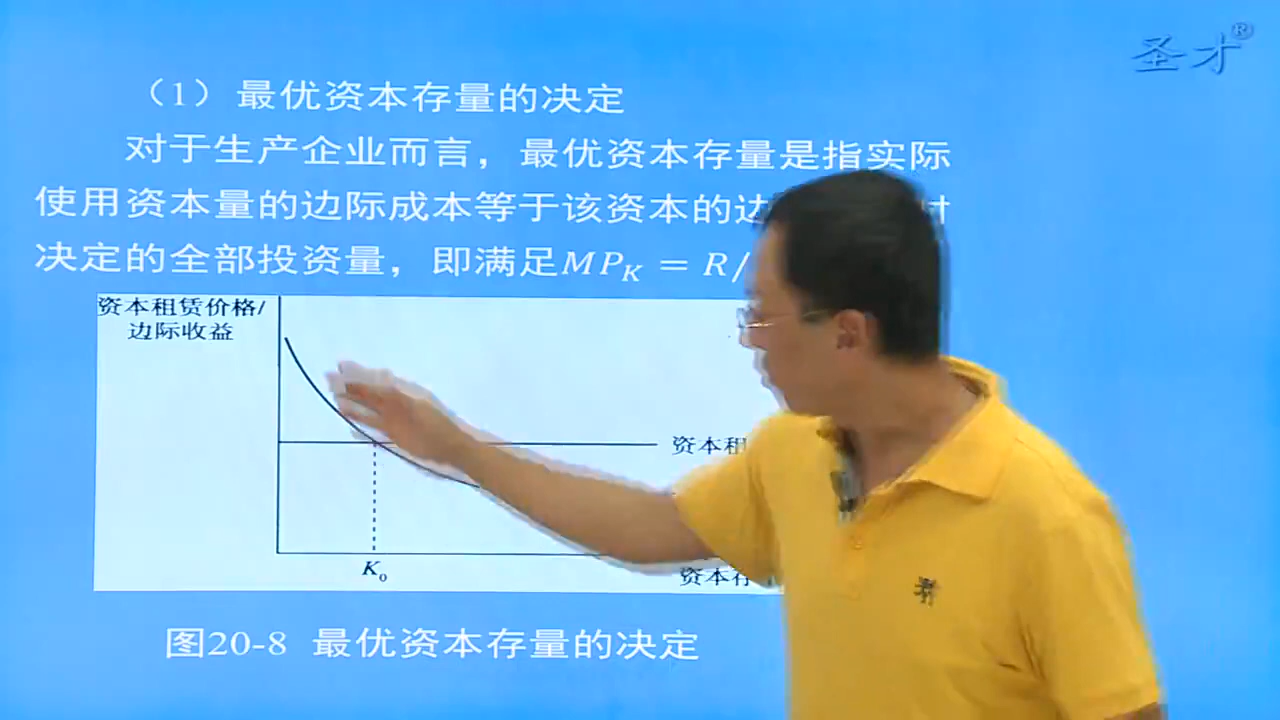 圣才®
（1）最优资本存量的决定
对于生产企业而言，最优资本存量是指实际
使用资本量的边际成本等于该资本的边
决定的全部投资量，即满足MP_K = R/
资本租赁价格/
边际收益
资本租
K₀
资本存
图20-8 最优资本存量的决定